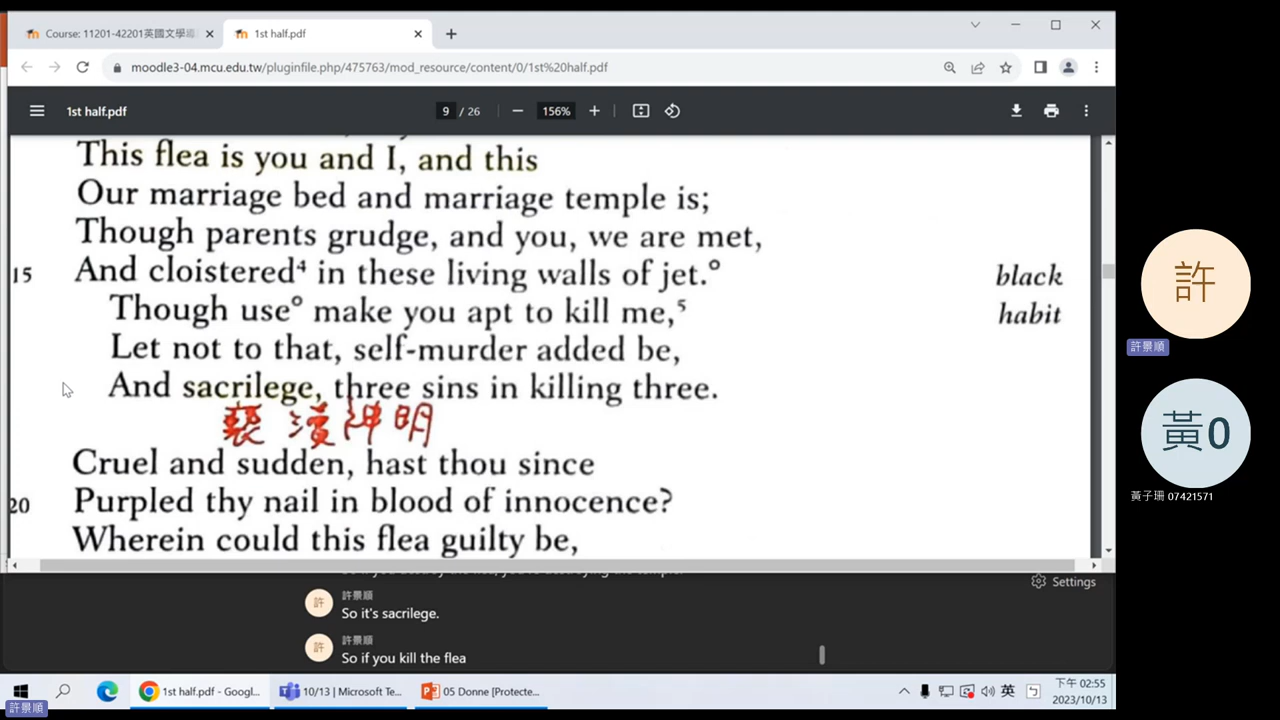 Course: 11201-42201英國文學
1st half.pdf
moodle3-04.mcu.edu.tw/pluginfile.php/475763/mod_resource/content/0/1st%20half.pdf
1st half.pdf
9 / 26
156%
This flea is you and I, and this
Our marriage bed and marriage temple is;
Though parents grudge, and you, we are met,
15 And cloistered⁴ in these living walls of jet.° black
Though use° make you apt to kill me,⁵ habit
Let not to that, self-murder added be,
And sacrilege, three sins in killing three.
褻瀆神明
Cruel and sudden, hast thou since
20 Purpled thy nail in blood of innocence?
Wherein could this flea guilty be,
許
許景順
黃0
黃子珊 07421571
Settings
許 許景順
So it's sacrilege.
許 許景順
So if you kill the flea
1st half.pdf - Googl...
10/13 | Microsoft Te...
05 Donne [Protecte...
英
下午 02:55
2023/10/13
許景順